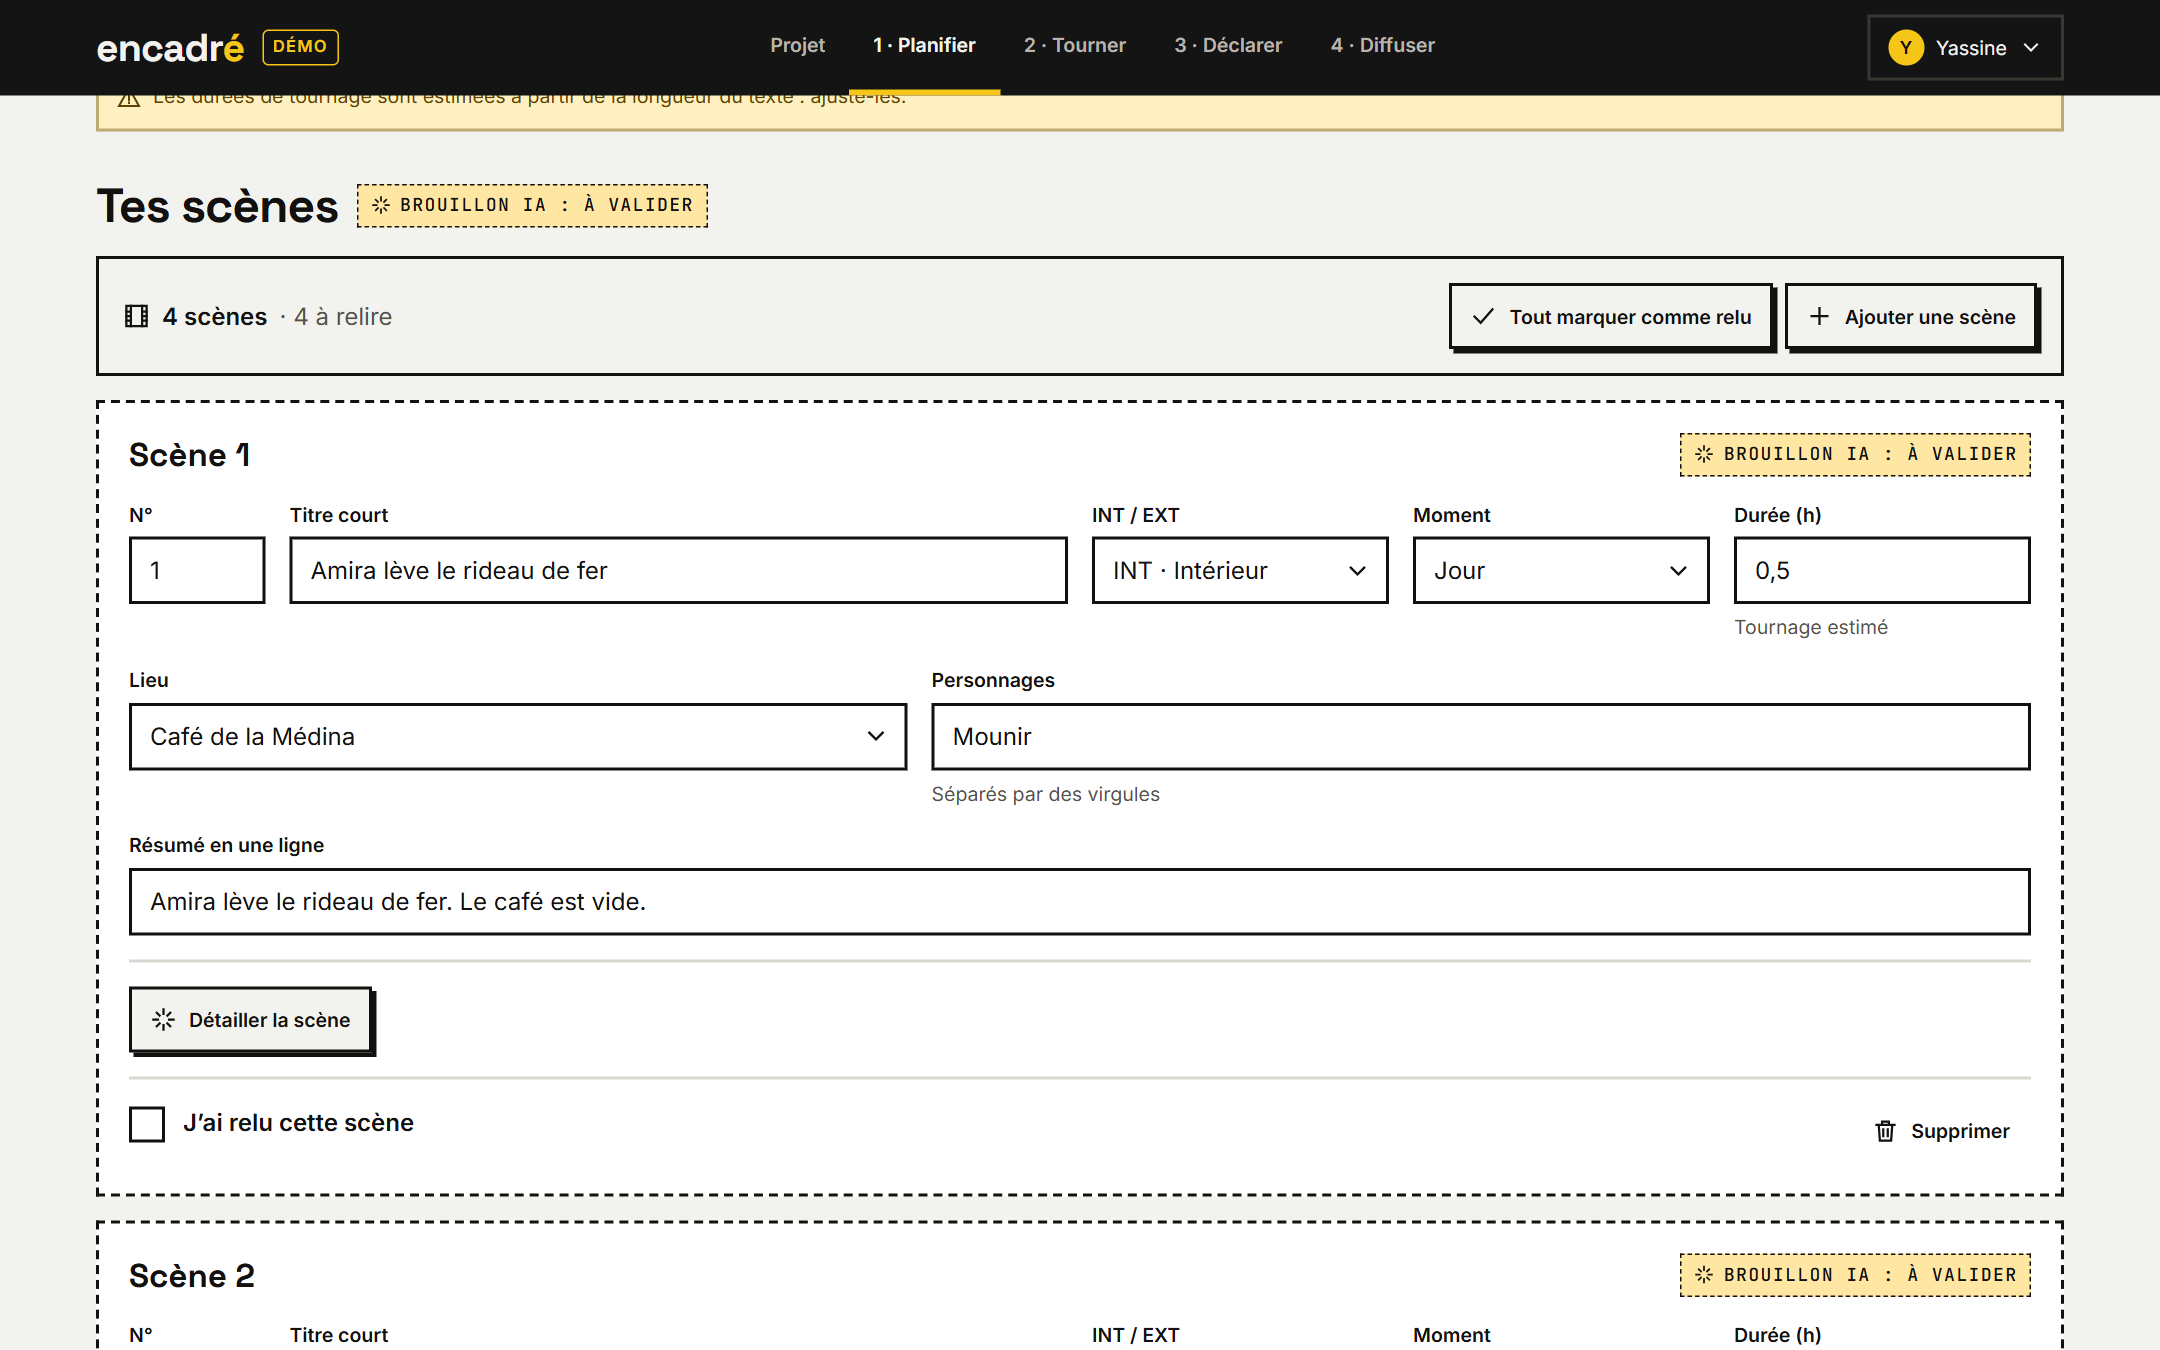 encadré DÉMO
Projet
1 · Planifier
2 · Tourner
3 · Déclarer
4 · Diffuser
Y Yassine
Les durées de tournage sont estimées à partir de la longueur du texte : ajuste-les.
Tes scènes
BROUILLON IA : À VALIDER
4 scènes · 4 à relire
Tout marquer comme relu
Ajouter une scène
Scène 1
BROUILLON IA : À VALIDER
N°
Titre court
INT / EXT
Moment
Durée (h)
1
Amira lève le rideau de fer
INT · Intérieur
Jour
0,5
Tournage estimé
Lieu
Personnages
Café de la Médina
Mounir
Séparés par des virgules
Résumé en une ligne
Amira lève le rideau de fer. Le café est vide.
Détailler la scène
J’ai relu cette scène
Supprimer
Scène 2
BROUILLON IA : À VALIDER
N°
Titre court
INT / EXT
Moment
Durée (h)